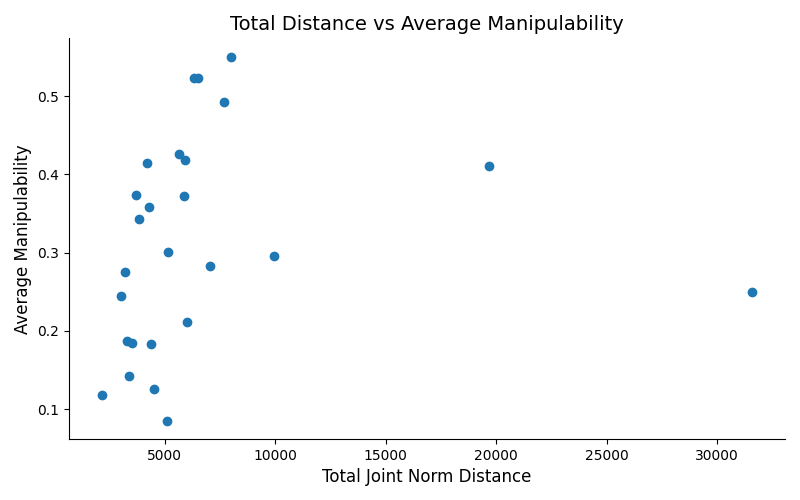 Total Distance vs Average Manipulability
Average Manipulability
0.5
0.4
0.3
0.2
0.1
5000 10000 15000 20000 25000 30000
Total Joint Norm Distance